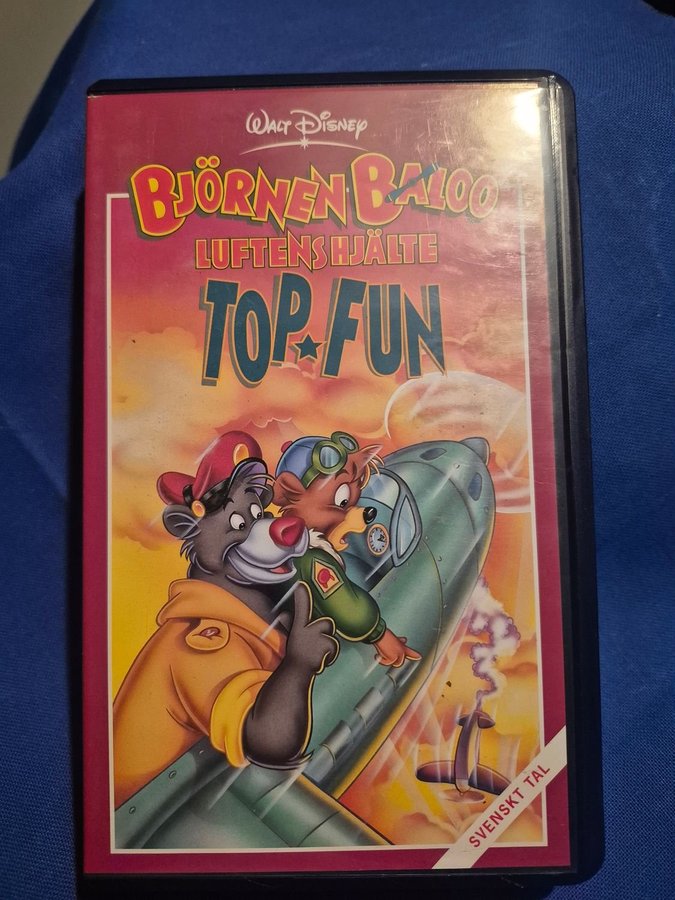 WALT DISNEY
BJÖRNEN BALOO
LUFTENS HJÄLTE
TOP★FUN
SVENSKT TAL